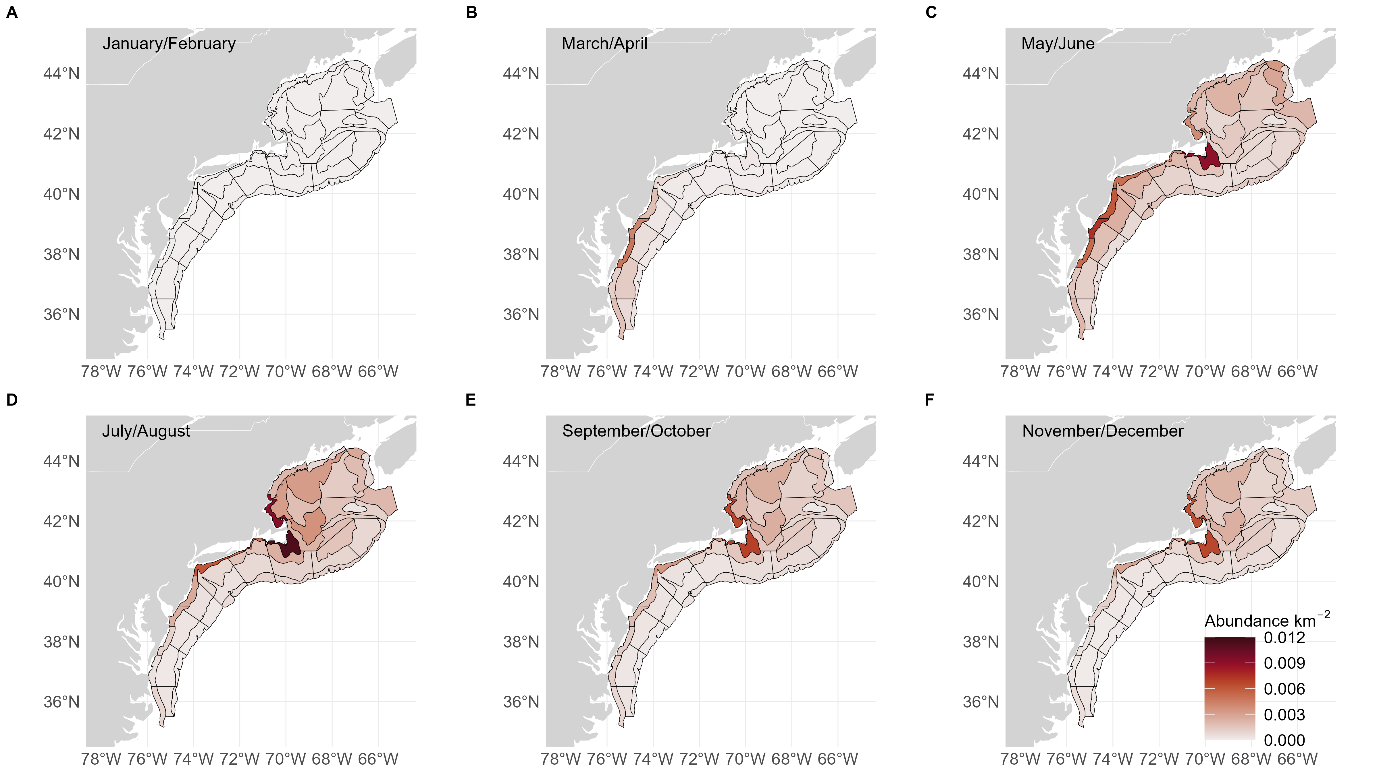 A
January/February
44°N
42°N
40°N
38°N
36°N
78°W 76°W 74°W 72°W 70°W 68°W 66°W
B
March/April
44°N
42°N
40°N
38°N
36°N
78°W 76°W 74°W 72°W 70°W 68°W 66°W
C
May/June
44°N
42°N
40°N
38°N
36°N
78°W 76°W 74°W 72°W 70°W 68°W 66°W
D
July/August
44°N
42°N
40°N
38°N
36°N
78°W 76°W 74°W 72°W 70°W 68°W 66°W
E
September/October
44°N
42°N
40°N
38°N
36°N
78°W 76°W 74°W 72°W 70°W 68°W 66°W
F
November/December
44°N
42°N
40°N
38°N
36°N
78°W 76°W 74°W 72°W 70°W 68°W 66°W
Abundance km⁻²
0.012
0.009
0.006
0.003
0.000